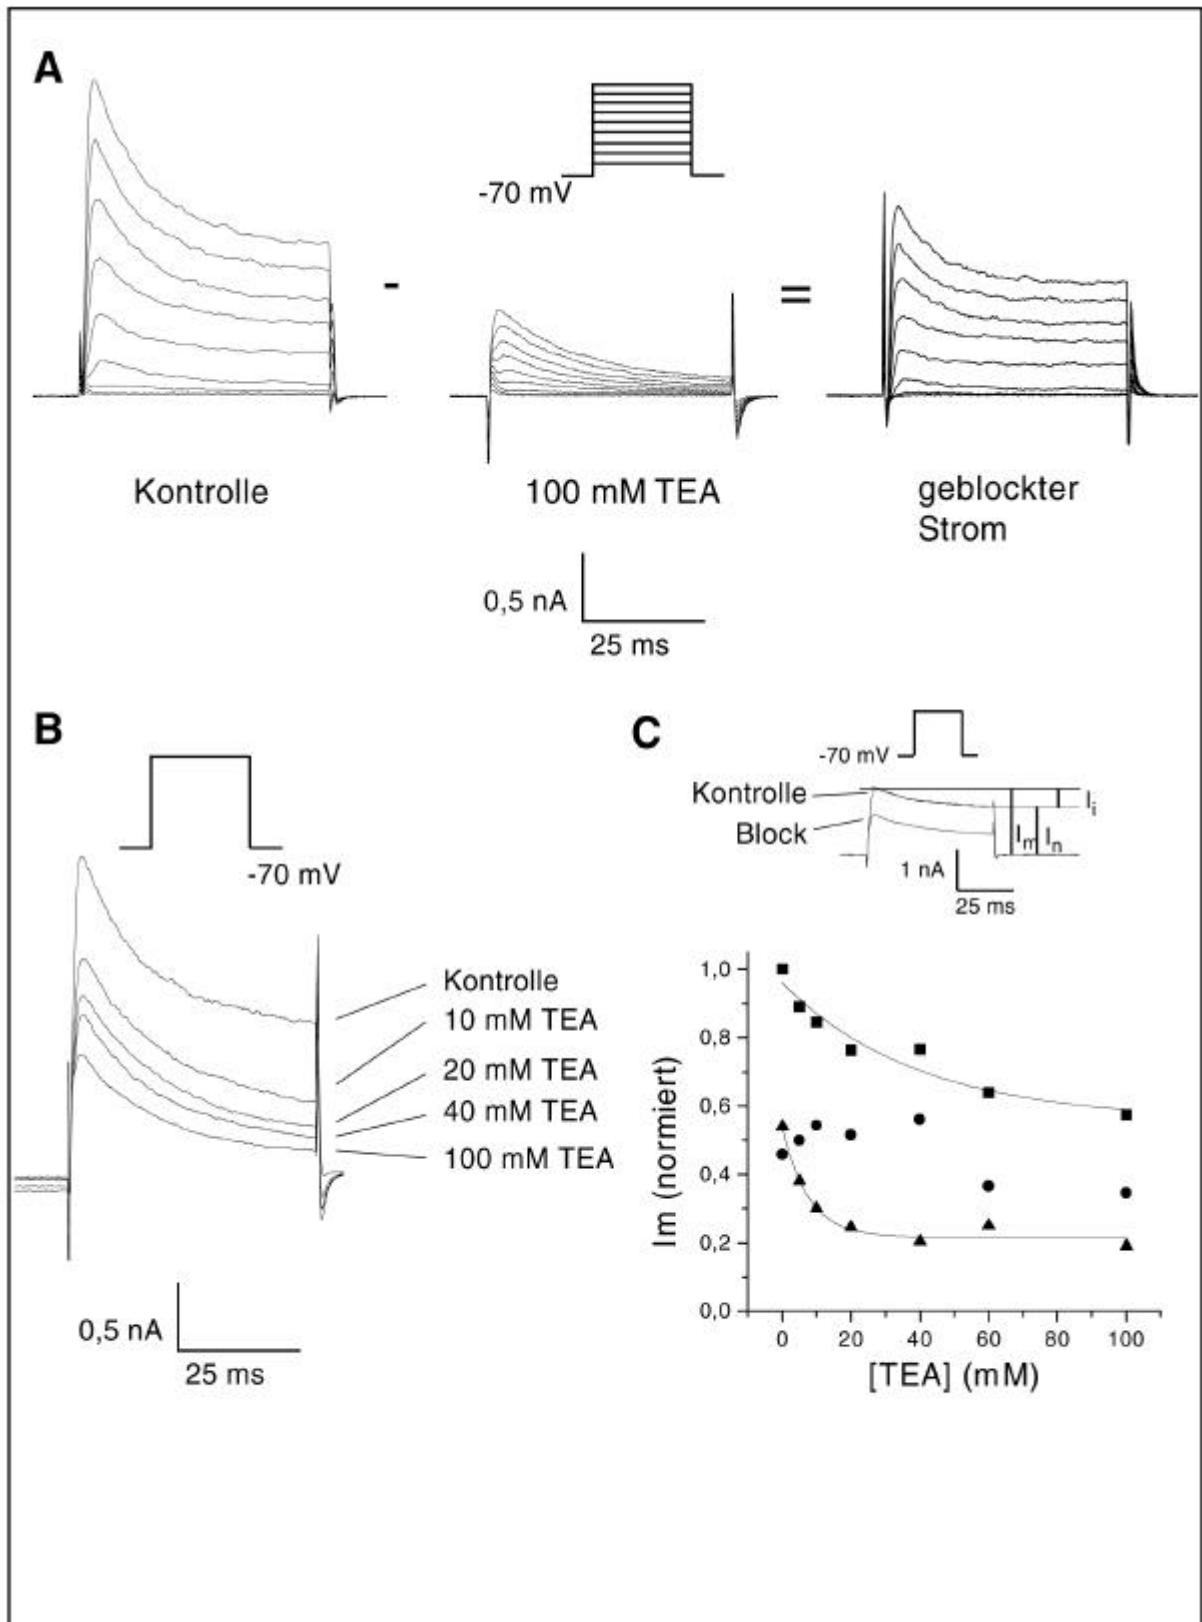 A
-70 mV
-
=
Kontrolle
100 mM TEA
geblockter
Strom
0,5 nA
25 ms
B
-70 mV
Kontrolle
10 mM TEA
20 mM TEA
40 mM TEA
100 mM TEA
0,5 nA
25 ms
C
-70 mV
Kontrolle
Block
Ii
Im
In
1 nA
25 ms
1,0
0,8
0,6
0,4
0,2
0,0
Im (normiert)
0 20 40 60 80 100
[TEA] (mM)